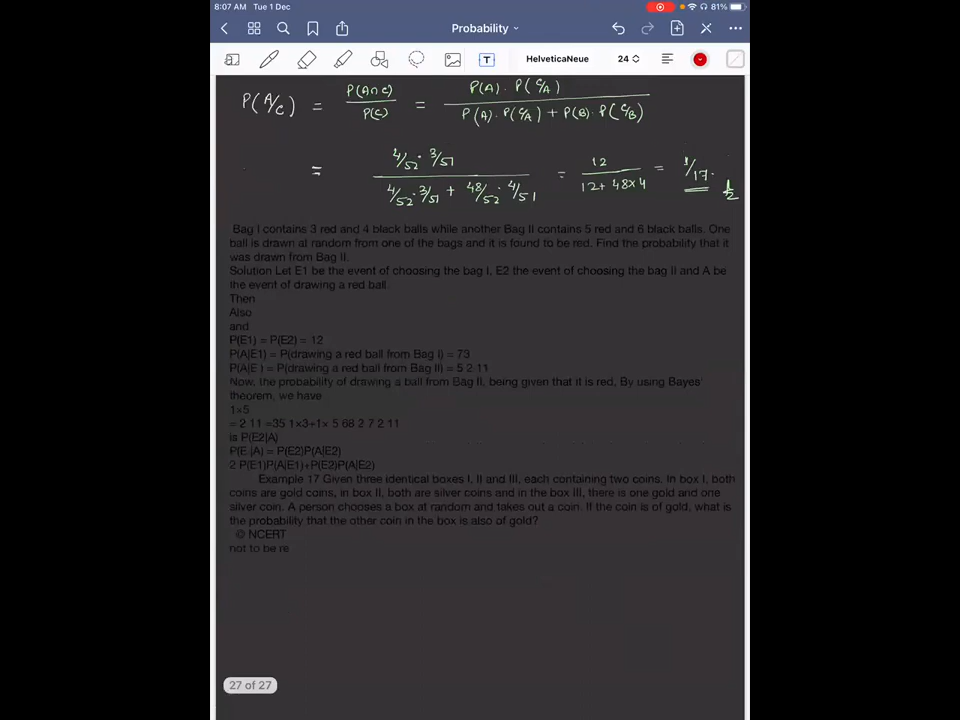 8:07 AM Tue 1 Dec
81%
Probability
T HelveticaNeue 24
P(A/C) = P(A∩C)/P(C) = P(A) · P(C/A) / P(A) · P(C/A) + P(B) · P(C/B)
= 4/52 · 3/51 / 4/52 · 3/51 + 48/52 · 4/51 = 12 / 12 + 48×4 = 1/17. 1/2
Bag I contains 3 red and 4 black balls while another Bag II contains 5 red and 6 black balls. One
ball is drawn at random from one of the bags and it is found to be red. Find the probability that it
was drawn from Bag II.
Solution Let E1 be the event of choosing the bag I, E2 the event of choosing the bag II and A be
the event of drawing a red ball.
Then
Also
and
P(E1) = P(E2) = 12
P(A|E1) = P(drawing a red ball from Bag I) = 73
P(A|E ) = P(drawing a red ball from Bag II) = 5 2 11
Now, the probability of drawing a ball from Bag II, being given that it is red, By using Bayes'
theorem, we have
1×5
= 2 11 =35 1×3+1× 5 68 2 7 2 11
is P(E2|A)
P(E |A) = P(E2)P(A|E2)
2 P(E1)P(A|E1)+P(E2)P(A|E2)
Example 17 Given three identical boxes I, II and III, each containing two coins. In box I, both
coins are gold coins, in box II, both are silver coins and in the box III, there is one gold and one
silver coin. A person chooses a box at random and takes out a coin. If the coin is of gold, what is
the probability that the other coin in the box is also of gold?
© NCERT
not to be re
27 of 27